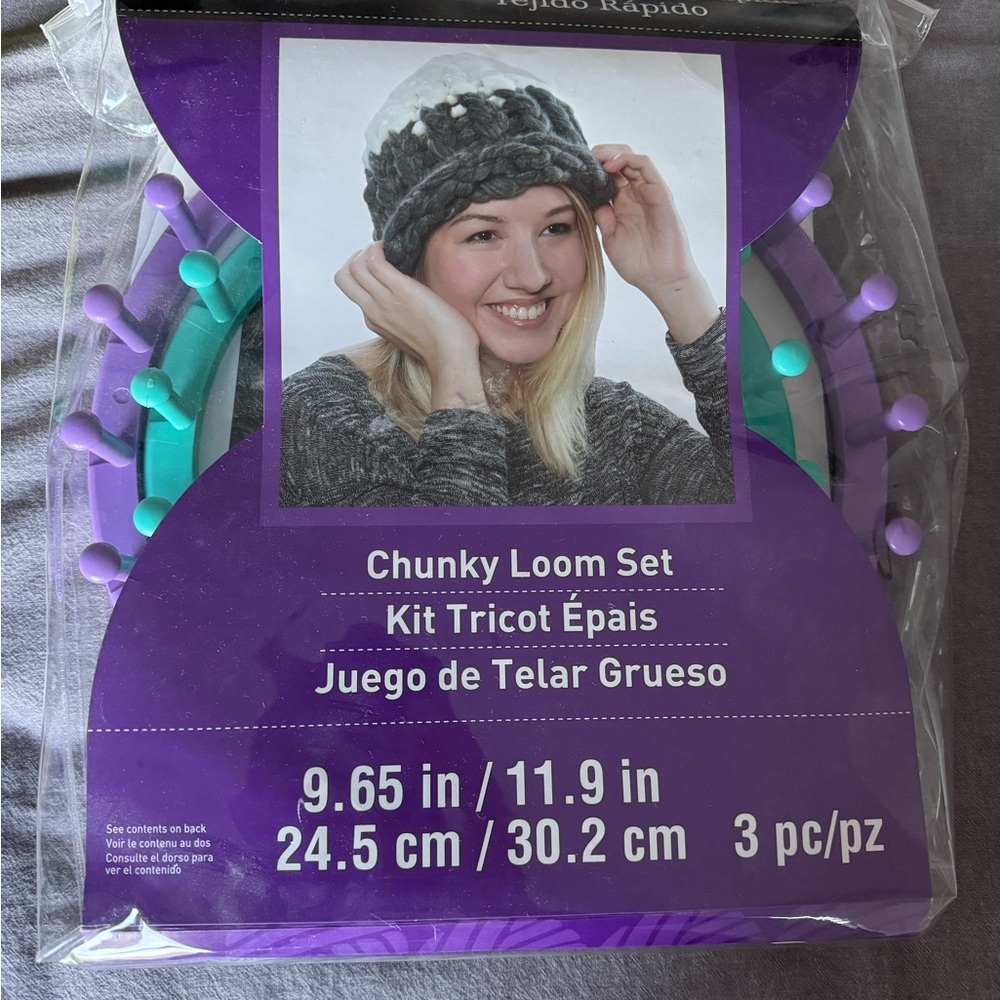 Tejido Rápido
Chunky Loom Set
Kit Tricot Épais
Juego de Telar Grueso
9.65 in / 11.9 in
24.5 cm / 30.2 cm
3 pc/pz
See contents on back
Voir le contenu au dos
Consulte el dorso para
ver el contenido